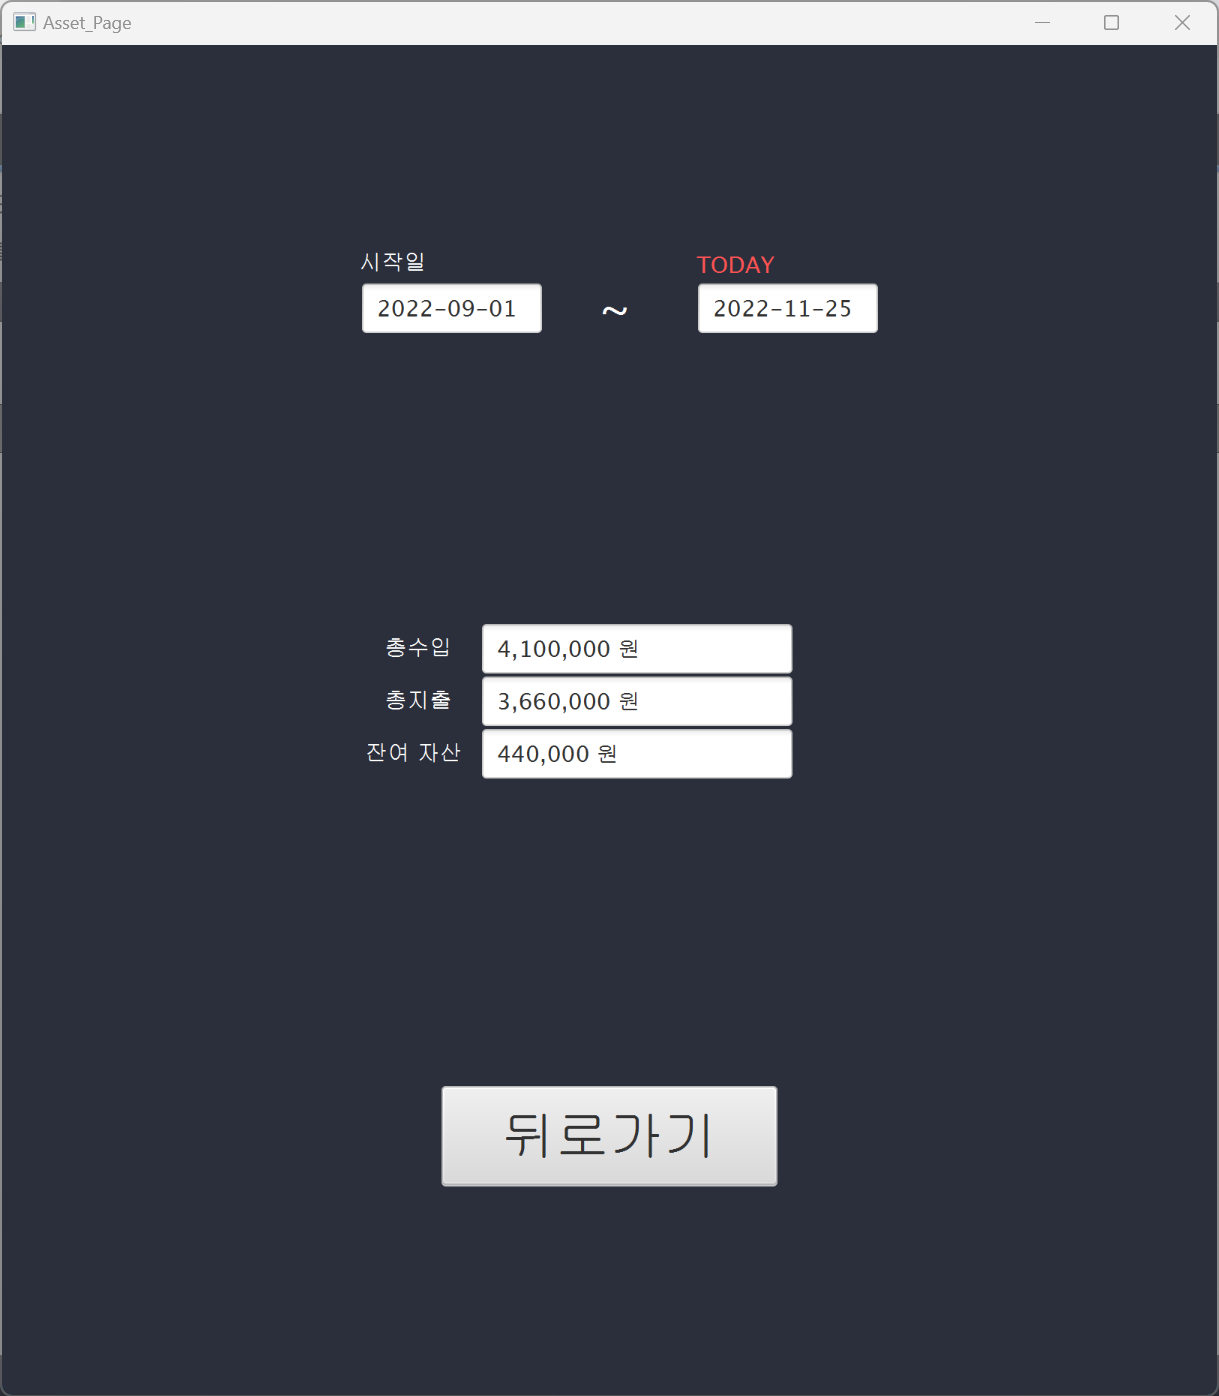 Asset_Page
시작일 TODAY
2022-09-01 ~ 2022-11-25
총수입 4,100,000 원
총지출 3,660,000 원
잔여 자산 440,000 원
뒤로가기